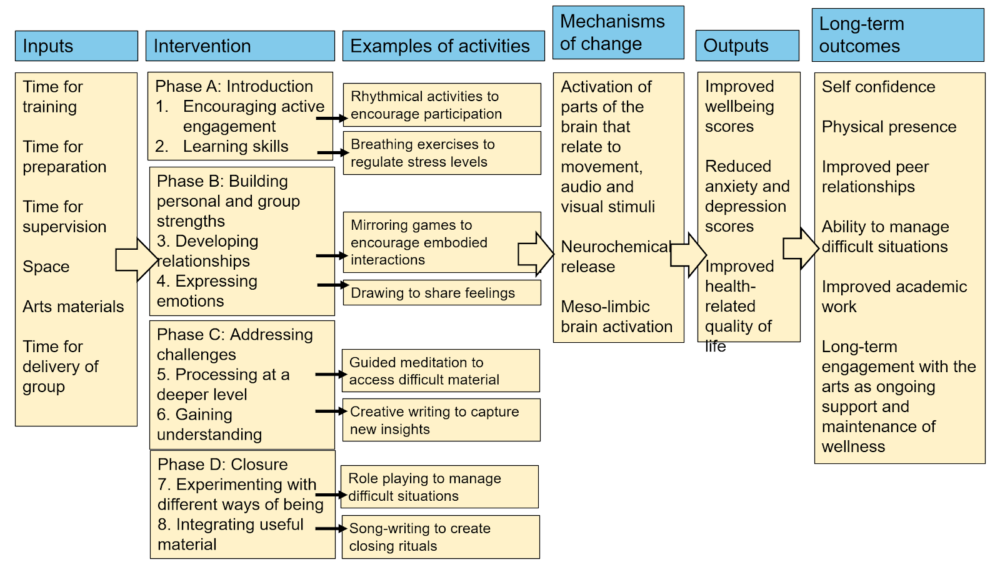 Inputs
Time for
training
Time for
preparation
Time for
supervision
Space
Arts materials
Time for
delivery of
group
Intervention
Phase A: Introduction
1. Encouraging active
engagement
2. Learning skills
Phase B: Building
personal and group
strengths
3. Developing
relationships
4. Expressing
emotions
Phase C: Addressing
challenges
5. Processing at a
deeper level
6. Gaining
understanding
Phase D: Closure
7. Experimenting with
different ways of being
8. Integrating useful
material
Examples of activities
Rhythmical activities to
encourage participation
Breathing exercises to
regulate stress levels
Mirroring games to
encourage embodied
interactions
Drawing to share feelings
Guided meditation to
access difficult material
Creative writing to capture
new insights
Role playing to manage
difficult situations
Song-writing to create
closing rituals
Mechanisms
of change
Activation of
parts of the
brain that
relate to
movement,
audio and
visual stimuli
Neurochemical
release
Meso-limbic
brain activation
Outputs
Improved
wellbeing
scores
Reduced
anxiety and
depression
scores
Improved
health-
related
quality of
life
Long-term
outcomes
Self confidence
Physical presence
Improved peer
relationships
Ability to manage
difficult situations
Improved academic
work
Long-term
engagement with the
arts as ongoing
support and
maintenance of
wellness